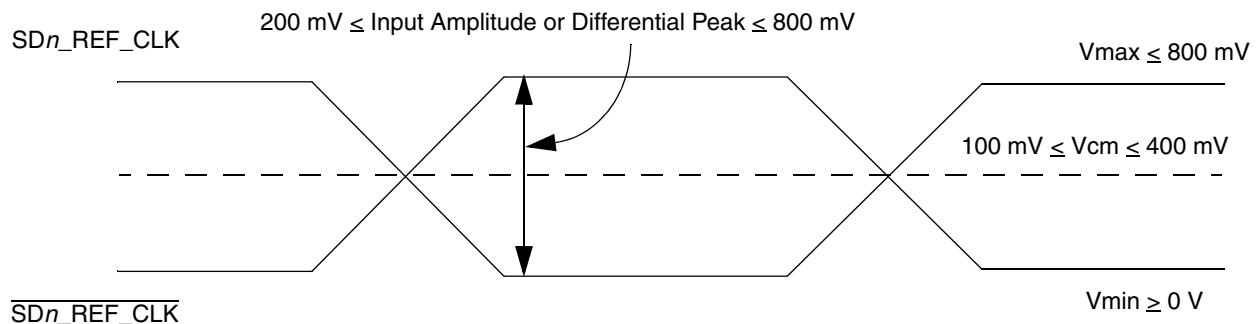 200 mV ≤ Input Amplitude or Differential Peak ≤ 800 mV
SDn_REF_CLK
Vmax ≤ 800 mV
100 mV ≤ Vcm ≤ 400 mV
SDn_REF_CLK
Vmin ≥ 0 V